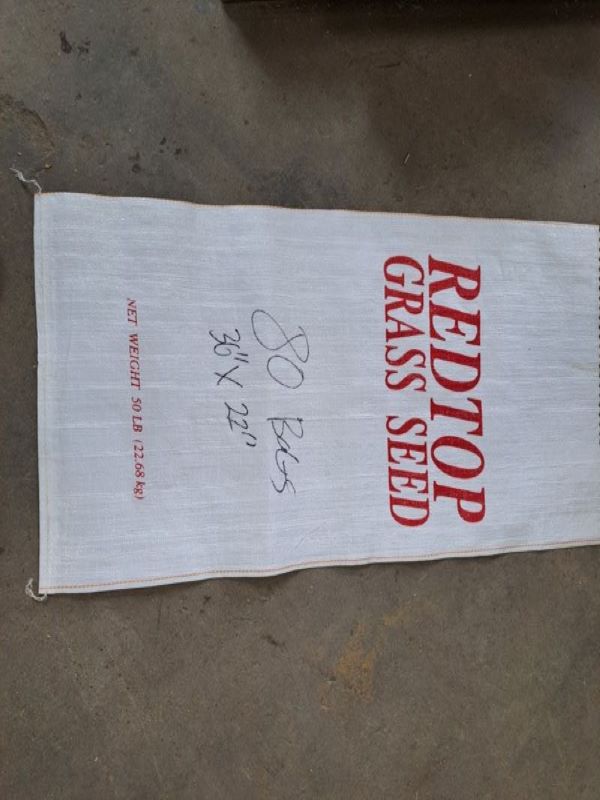 REDTOP
GRASS SEED
80 BAGS
36" X 22"
NET WEIGHT 50 LB (22.68 kg)